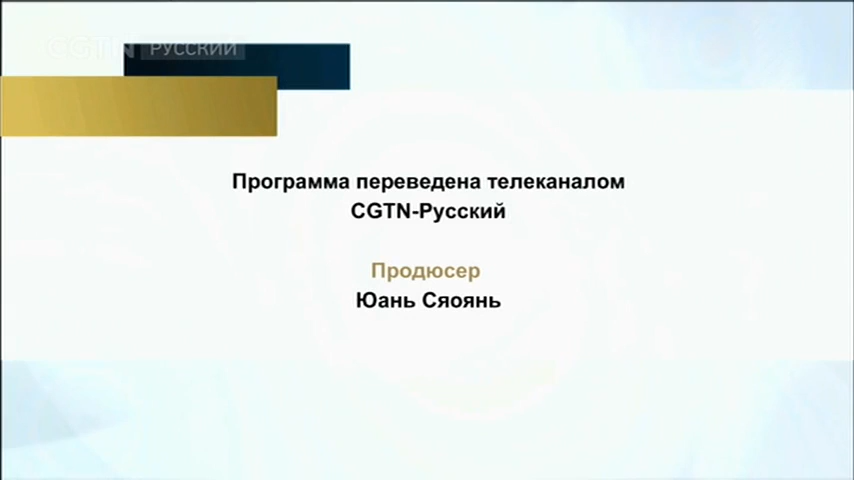 CGTN РУССКИЙ
Программа переведена телеканалом
CGTN-Русский
Продюсер
Юань Сяоянь